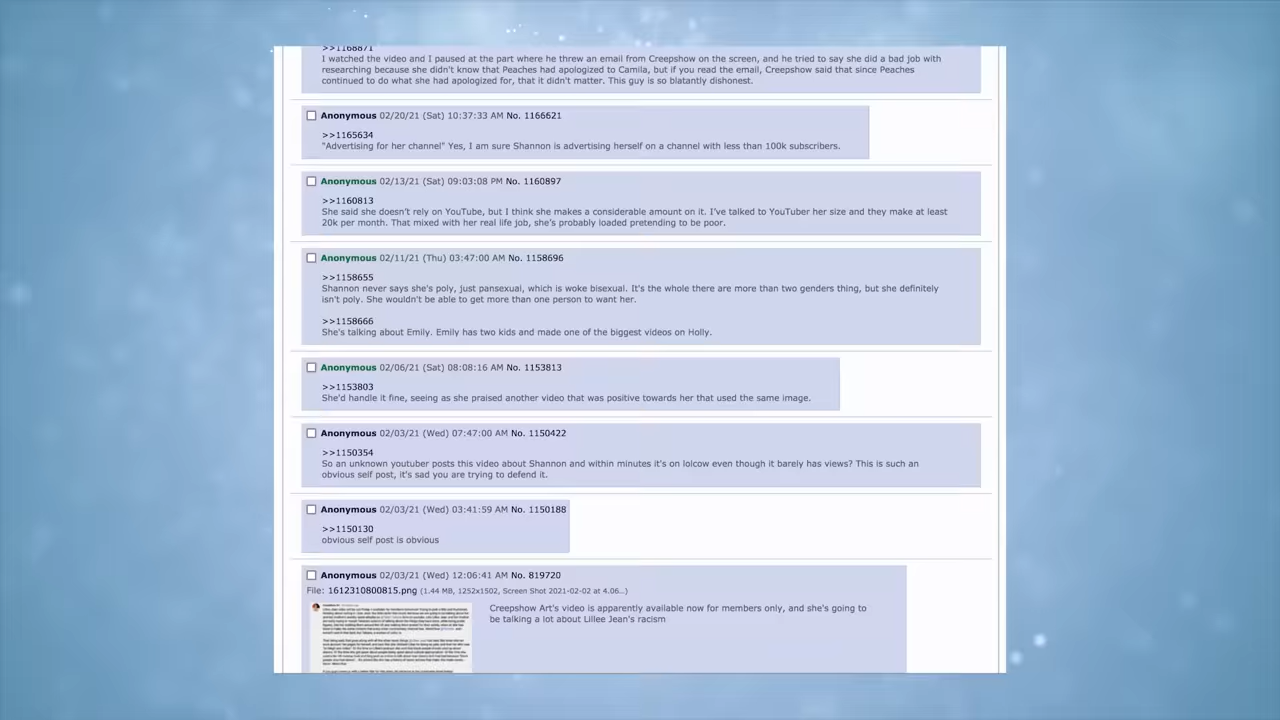 >>1168871
I watched the video and I paused at the part where he threw an email from Creepshow on the screen, and he tried to say she did a bad job with
researching because she didn't know that Peaches had apologized to Camila, but if you read the email, Creepshow said that since Peaches
continued to do what she had apologized for, that it didn't matter. This guy is so blatantly dishonest.
Anonymous 02/20/21 (Sat) 10:37:33 AM No. 1166621
>>1165634
"Advertising for her channel" Yes, I am sure Shannon is advertising herself on a channel with less than 100k subscribers.
Anonymous 02/13/21 (Sat) 09:03:08 PM No. 1160897
>>1160813
She said she doesn't rely on YouTube, but I think she makes a considerable amount on it. I've talked to YouTuber her size and they make at least
20k per month. That mixed with her real life job, she's probably loaded pretending to be poor.
Anonymous 02/11/21 (Thu) 03:47:00 AM No. 1158696
>>1158655
Shannon never says she's poly, just pansexual, which is woke bisexual. It's the whole there are more than two genders thing, but she definitely
isn't poly. She wouldn't be able to get more than one person to want her.
>>1158666
She's talking about Emily. Emily has two kids and made one of the biggest videos on Holly.
Anonymous 02/06/21 (Sat) 08:08:16 AM No. 1153813
>>1153803
She'd handle it fine, seeing as she praised another video that was positive towards her that used the same image.
Anonymous 02/03/21 (Wed) 07:47:00 AM No. 1150422
>>1150354
So an unknown youtuber posts this video about Shannon and within minutes it's on lolcow even though it barely has views? This is such an
obvious self post, it's sad you are trying to defend it.
Anonymous 02/03/21 (Wed) 03:41:59 AM No. 1150188
>>1150130
obvious self post is obvious
Anonymous 02/03/21 (Wed) 12:06:41 AM No. 819720
File: 1612310800815.png (1.44 MB, 1252x1502, Screen Shot 2021-02-02 at 4.06...)
Creepshow Art's video is apparently available now for members only, and she's going to
be talking a lot about Lillee Jean's racism